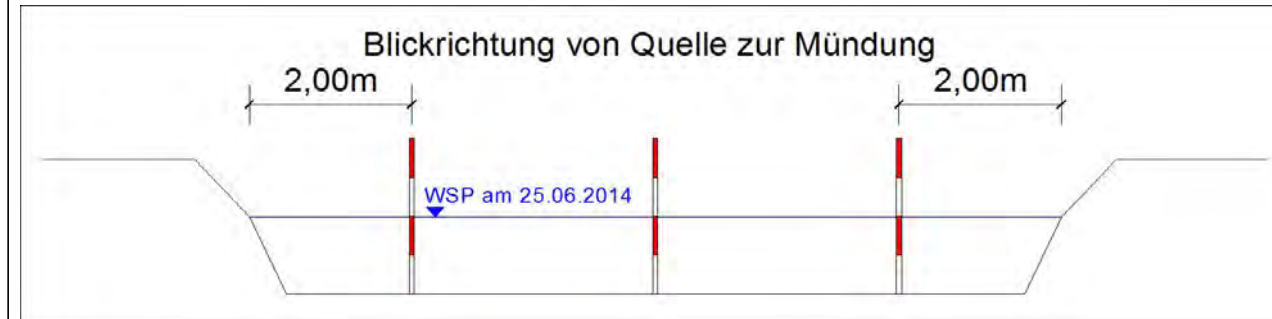 Blickrichtung von Quelle zur Mündung
2,00m 2,00m
WSP am 25.06.2014